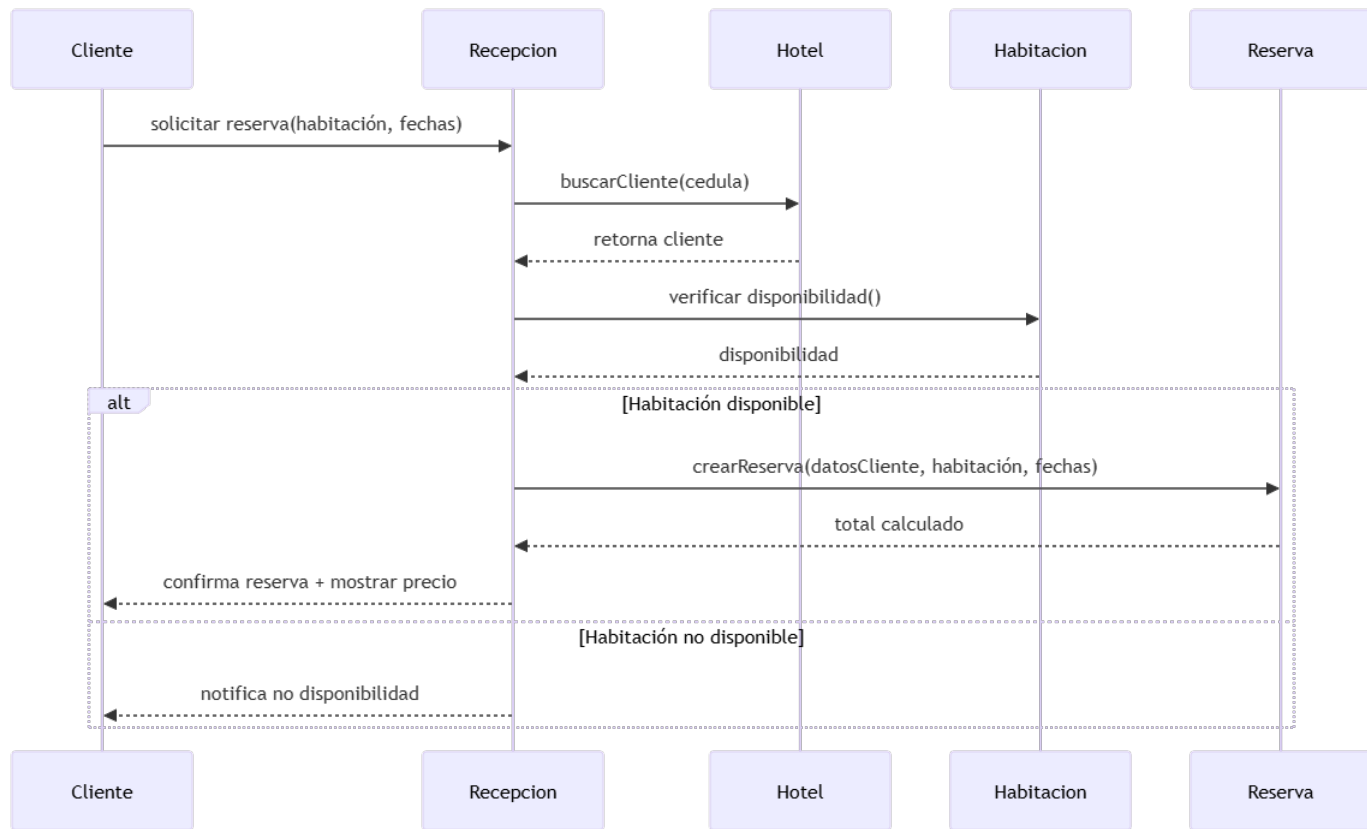 Cliente Recepcion Hotel Habitacion Reserva
solicitar reserva(habitación, fechas)
buscarCliente(cedula)
retorna cliente
verificar disponibilidad()
disponibilidad
alt [Habitación disponible]
crearReserva(datosCliente, habitación, fechas)
total calculado
confirma reserva + mostrar precio
[Habitación no disponible]
notifica no disponibilidad
Cliente Recepcion Hotel Habitacion Reserva